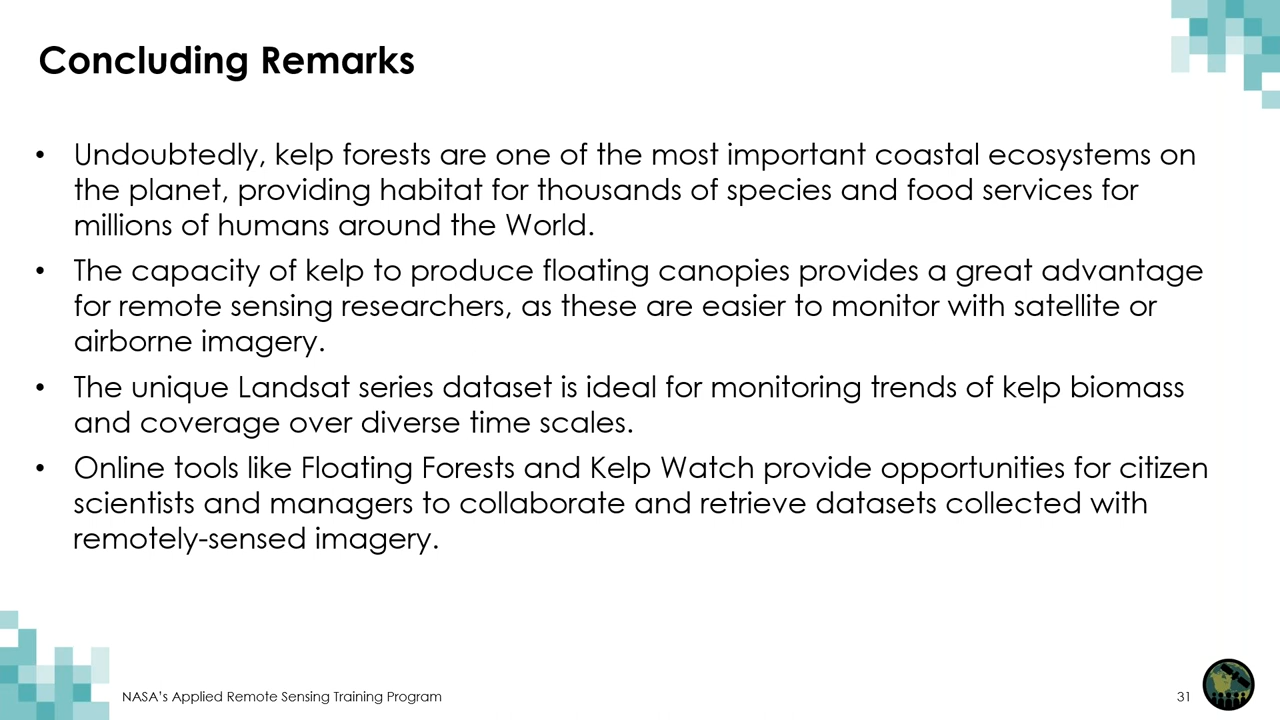 Concluding Remarks
• Undoubtedly, kelp forests are one of the most important coastal ecosystems on
the planet, providing habitat for thousands of species and food services for
millions of humans around the World.
• The capacity of kelp to produce floating canopies provides a great advantage
for remote sensing researchers, as these are easier to monitor with satellite or
airborne imagery.
• The unique Landsat series dataset is ideal for monitoring trends of kelp biomass
and coverage over diverse time scales.
• Online tools like Floating Forests and Kelp Watch provide opportunities for citizen
scientists and managers to collaborate and retrieve datasets collected with
remotely-sensed imagery.
NASA's Applied Remote Sensing Training Program
31